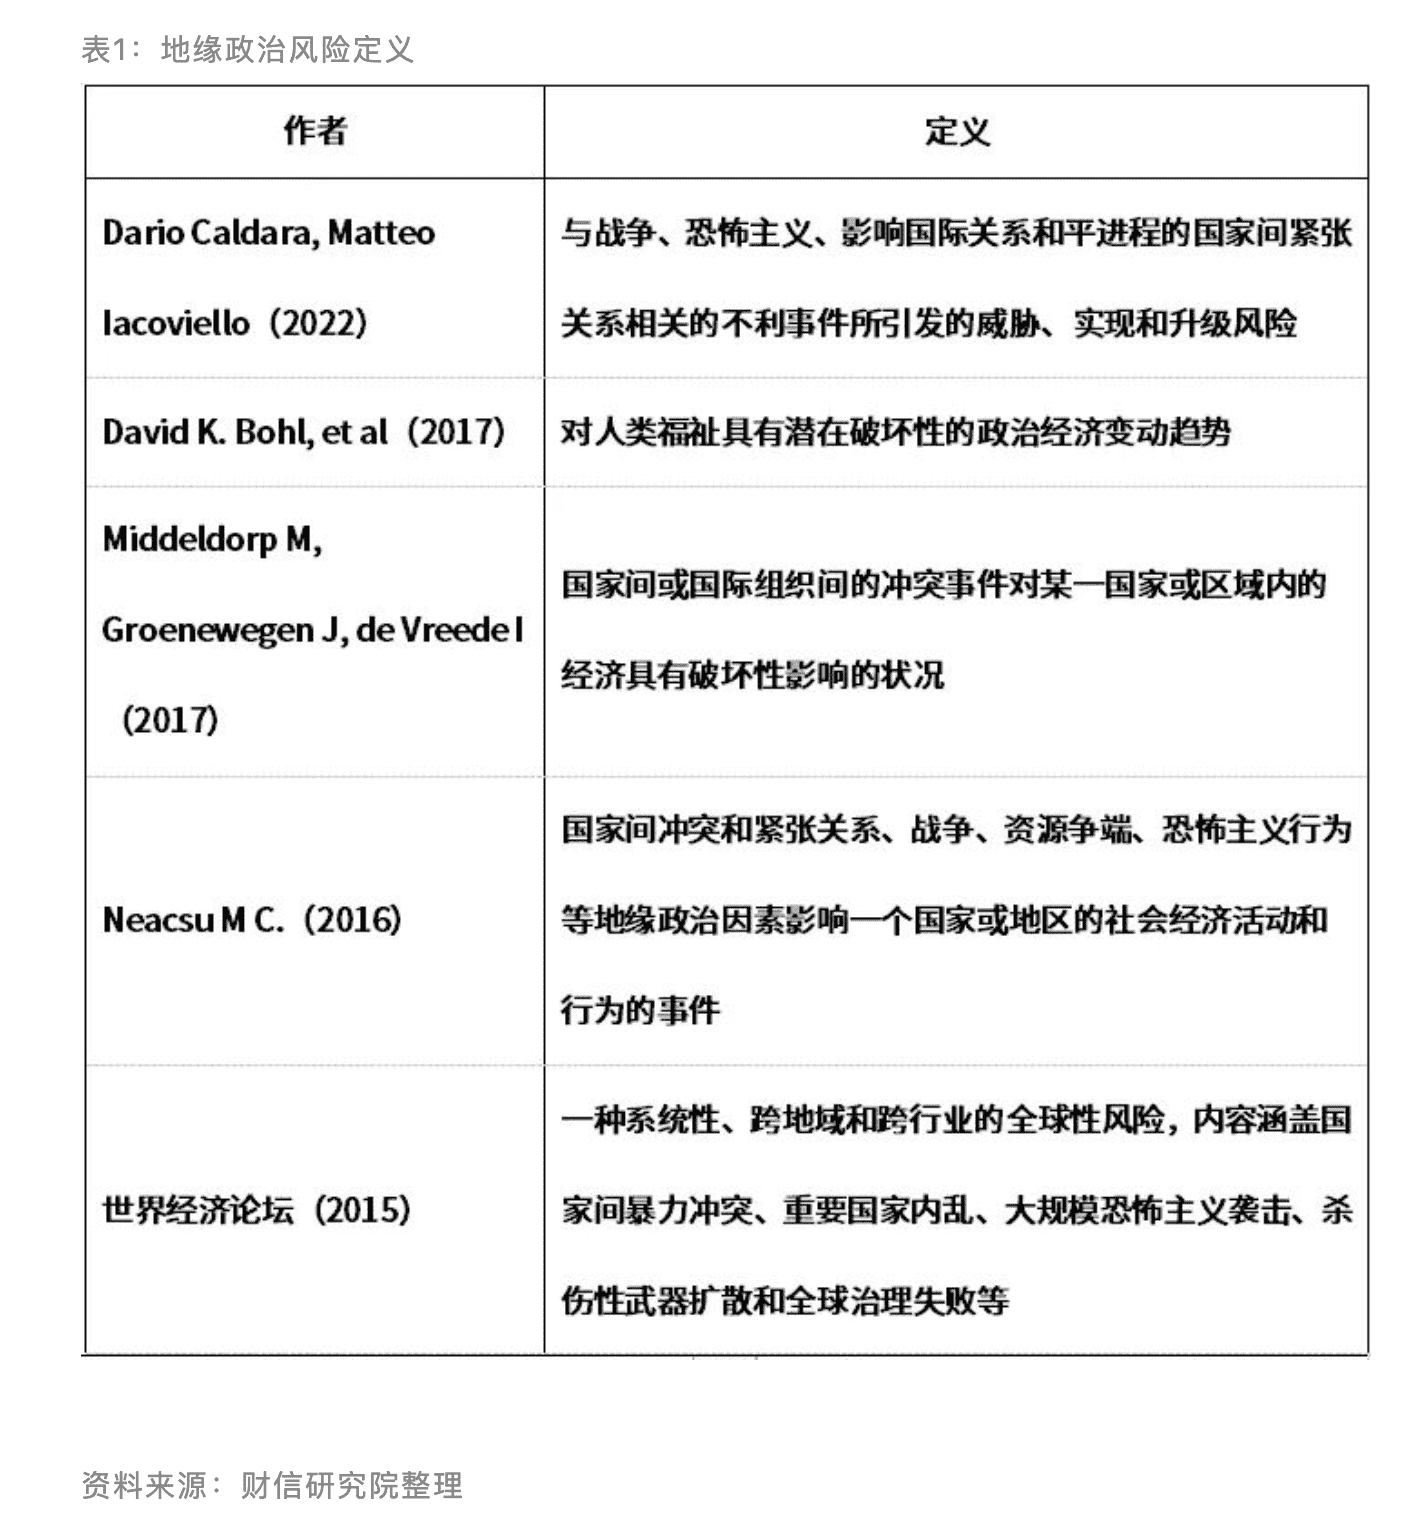 表1：地缘政治风险定义
作者
定义
Dario Caldara, Matteo
Iacoviello（2022）
与战争、恐怖主义、影响国际关系和平进程的国家间紧张
关系相关的不利事件所引发的威胁、实现和升级风险
David K. Bohl, et al（2017）
对人类福祉具有潜在破坏性的政治经济变动趋势
Middeldorp M,
Groenewegen J, de Vreede I
（2017）
国家间或国际组织间的冲突事件对某一国家或区域内的
经济具有破坏性影响的状况
Neacsu M C.（2016）
国家间冲突和紧张关系、战争、资源争端、恐怖主义行为
等地缘政治因素影响一个国家或地区的社会经济活动和
行为的事件
世界经济论坛（2015）
一种系统性、跨地域和跨行业的全球性风险，内容涵盖国
家间暴力冲突、重要国家内乱、大规模恐怖主义袭击、杀
伤性武器扩散和全球治理失败等
资料来源：财信研究院整理